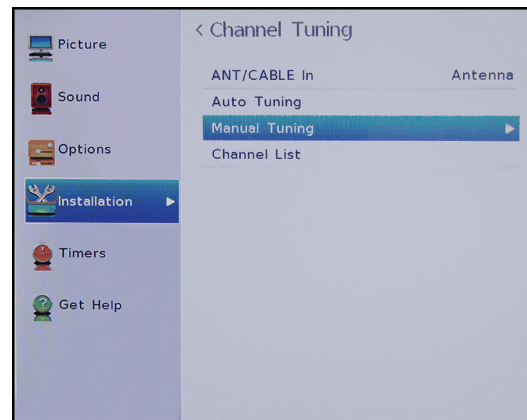 Picture
Sound
Options
Installation
Timers
Get Help
< Channel Tuning
ANT/CABLE In Antenna
Auto Tuning
Manual Tuning
Channel List